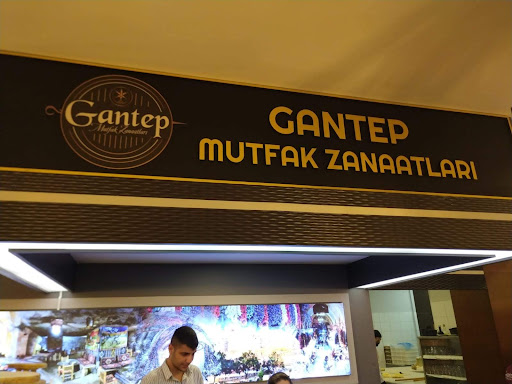 Gantep
Mutfak Zanaatları
GANTEP
MUTFAK ZANAATLARI